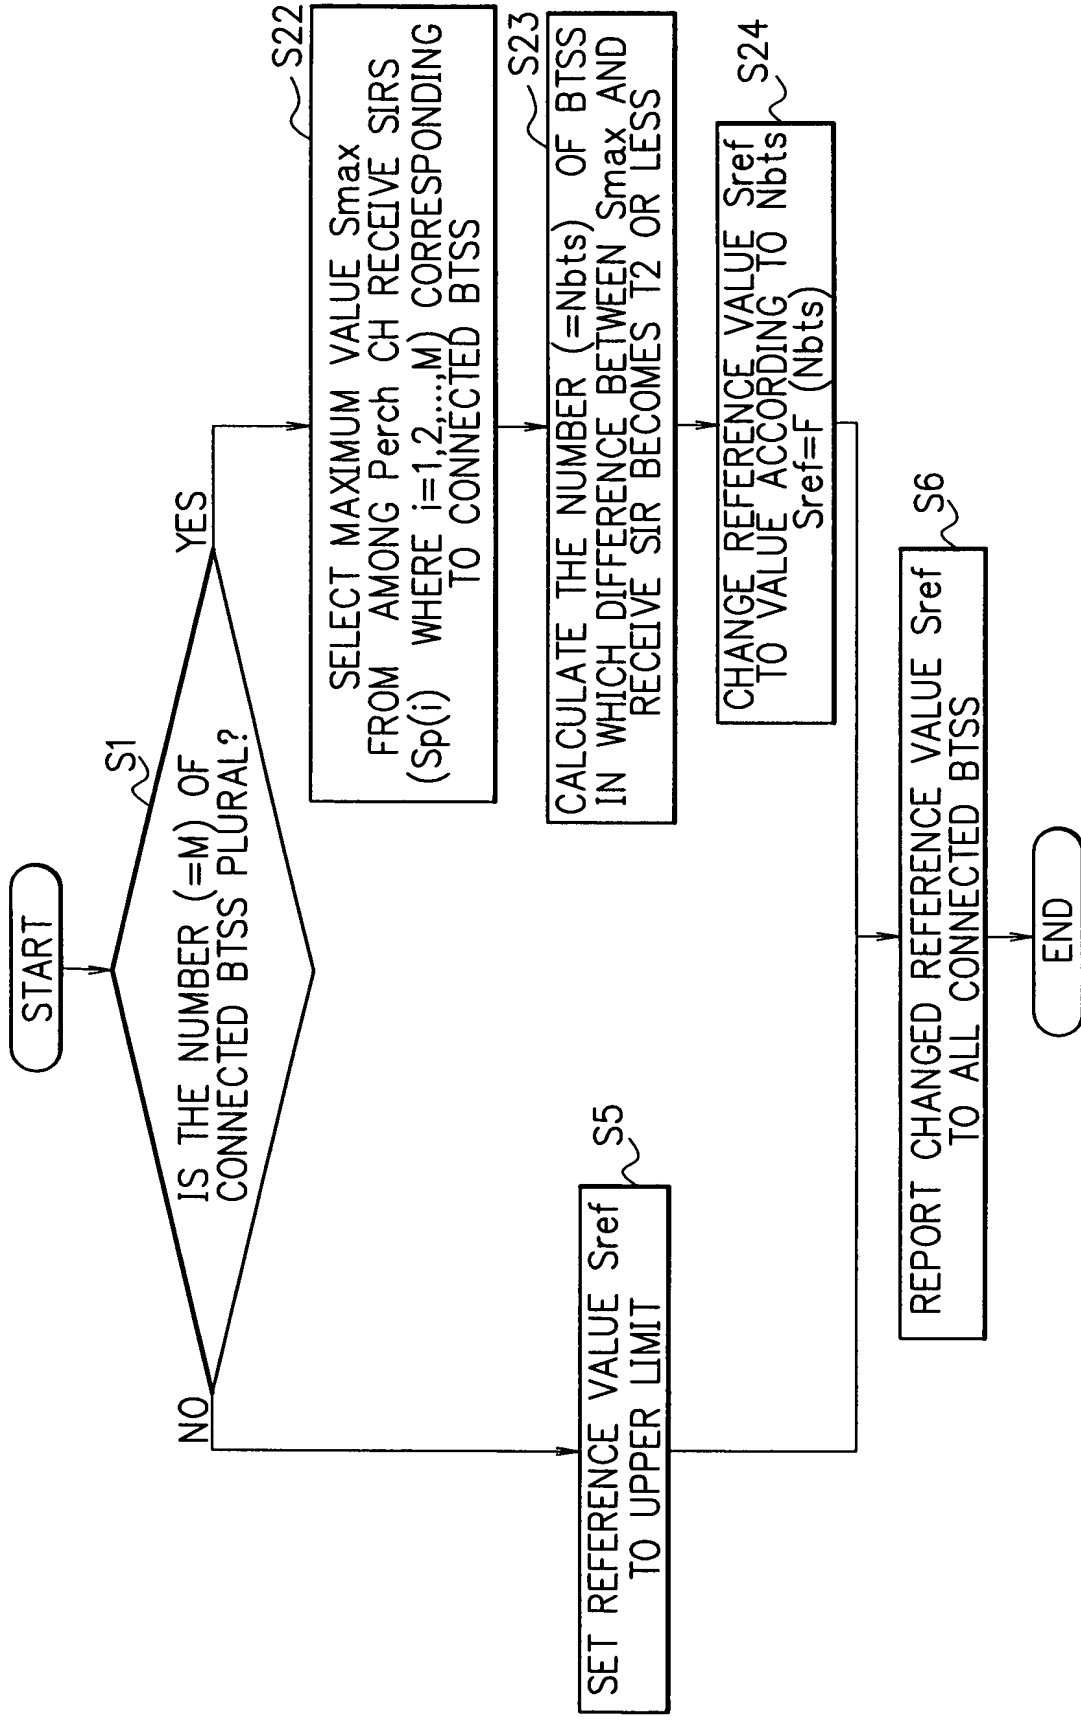 START
S1
IS THE NUMBER (=M) OF
CONNECTED BTSS PLURAL?
YES
NO
S22
SELECT MAXIMUM VALUE Smax
FROM AMONG Perch CH RECEIVE SIRS
(Sp(i) WHERE i=1,2,....,M) CORRESPONDING
TO CONNECTED BTSS
S23
CALCULATE THE NUMBER (=Nbts) OF BTSS
IN WHICH DIFFERENCE BETWEEN Smax AND
RECEIVE SIR BECOMES T2 OR LESS
S24
CHANGE REFERENCE VALUE Sref
TO VALUE ACCORDING TO Nbts
Sref=F (Nbts)
S5
SET REFERENCE VALUE Sref
TO UPPER LIMIT
S6
REPORT CHANGED REFERENCE VALUE Sref
TO ALL CONNECTED BTSS
END